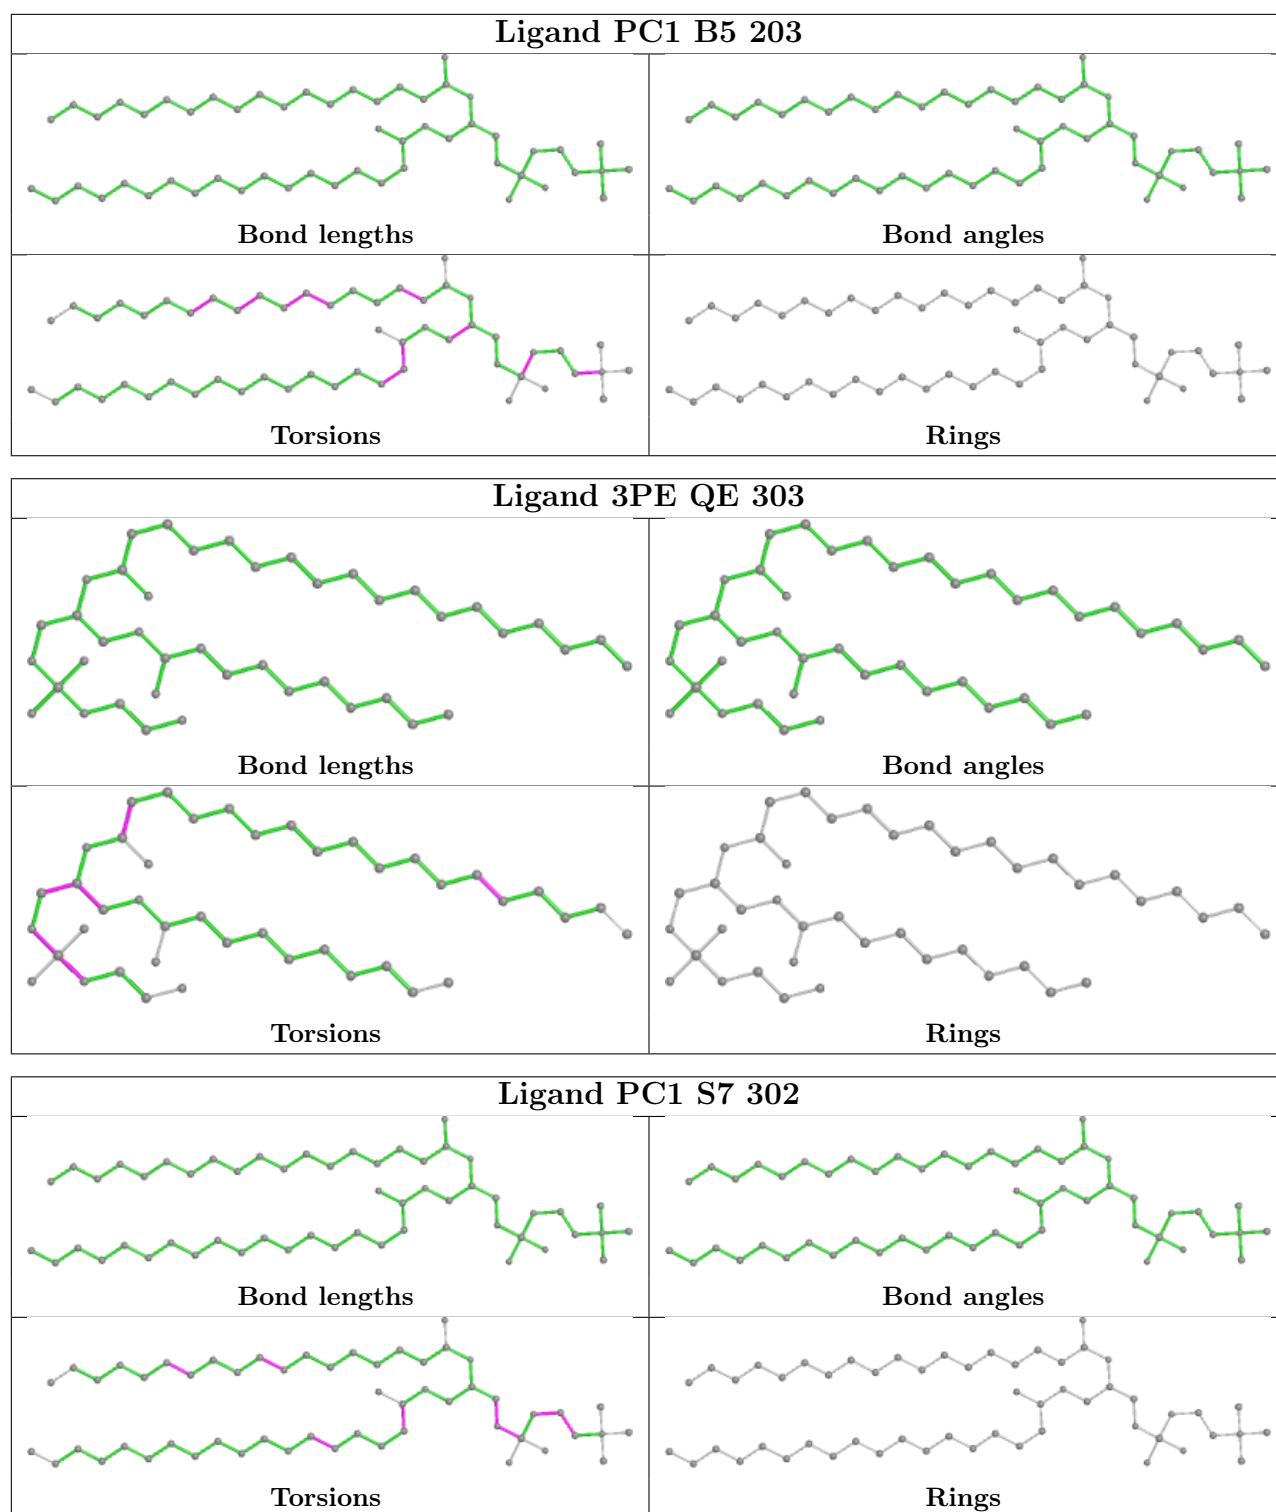 Ligand PC1 B5 203
Bond lengths
Bond angles
Torsions
Rings
Ligand 3PE QE 303
Bond lengths
Bond angles
Torsions
Rings
Ligand PC1 S7 302
Bond lengths
Bond angles
Torsions
Rings